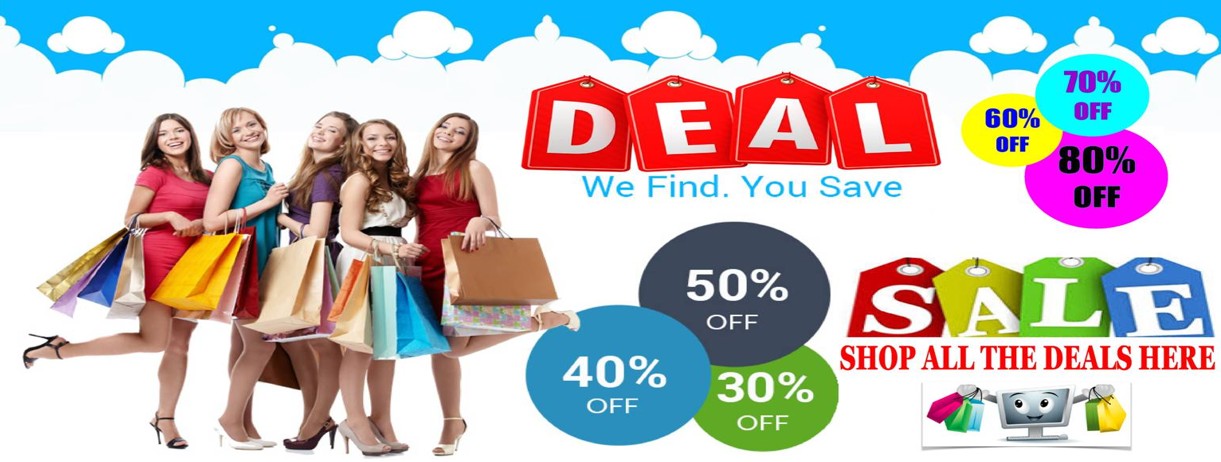 DEAL
We Find. You Save
60%
OFF
70%
OFF
80%
OFF
50%
OFF
40%
OFF
30%
OFF
SALE
SHOP ALL THE DEALS HERE